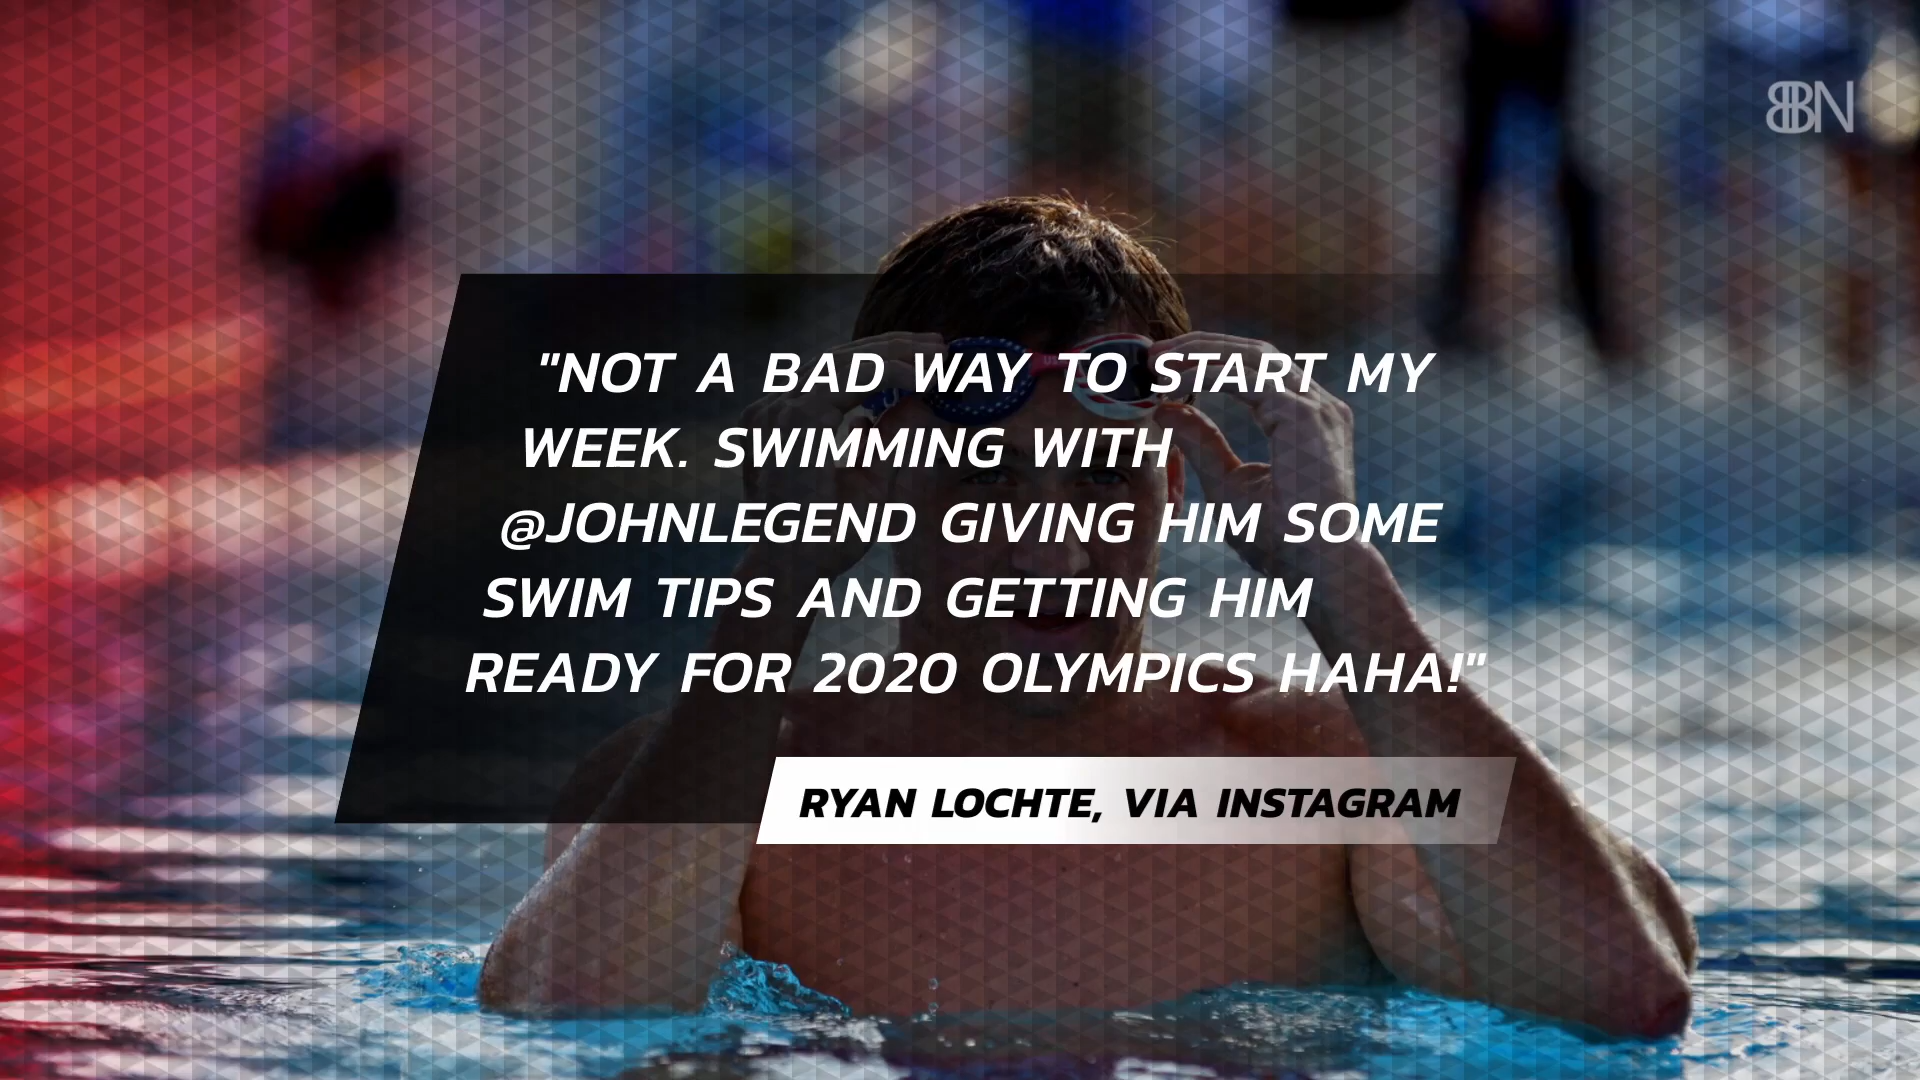 BBN
"NOT A BAD WAY TO START MY
WEEK. SWIMMING WITH
@JOHNLEGEND GIVING HIM SOME
SWIM TIPS AND GETTING HIM
READY FOR 2020 OLYMPICS HAHA!"
RYAN LOCHTE, VIA INSTAGRAM